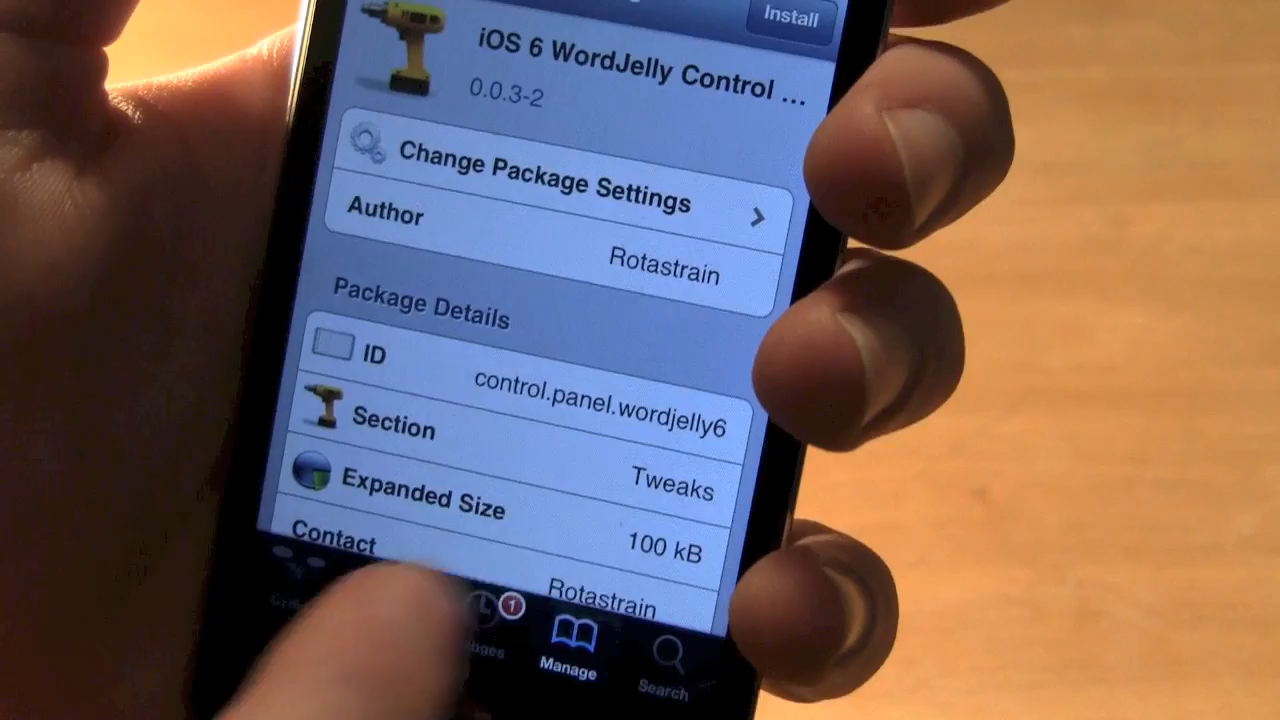 Install
iOS 6 WordJelly Control ...
0.0.3-2
Change Package Settings
Author
Rotastrain
Package Details
ID
control.panel.wordjelly6
Section
Tweaks
Expanded Size
100 kB
Contact
Rotastrain
1
Manage
Search